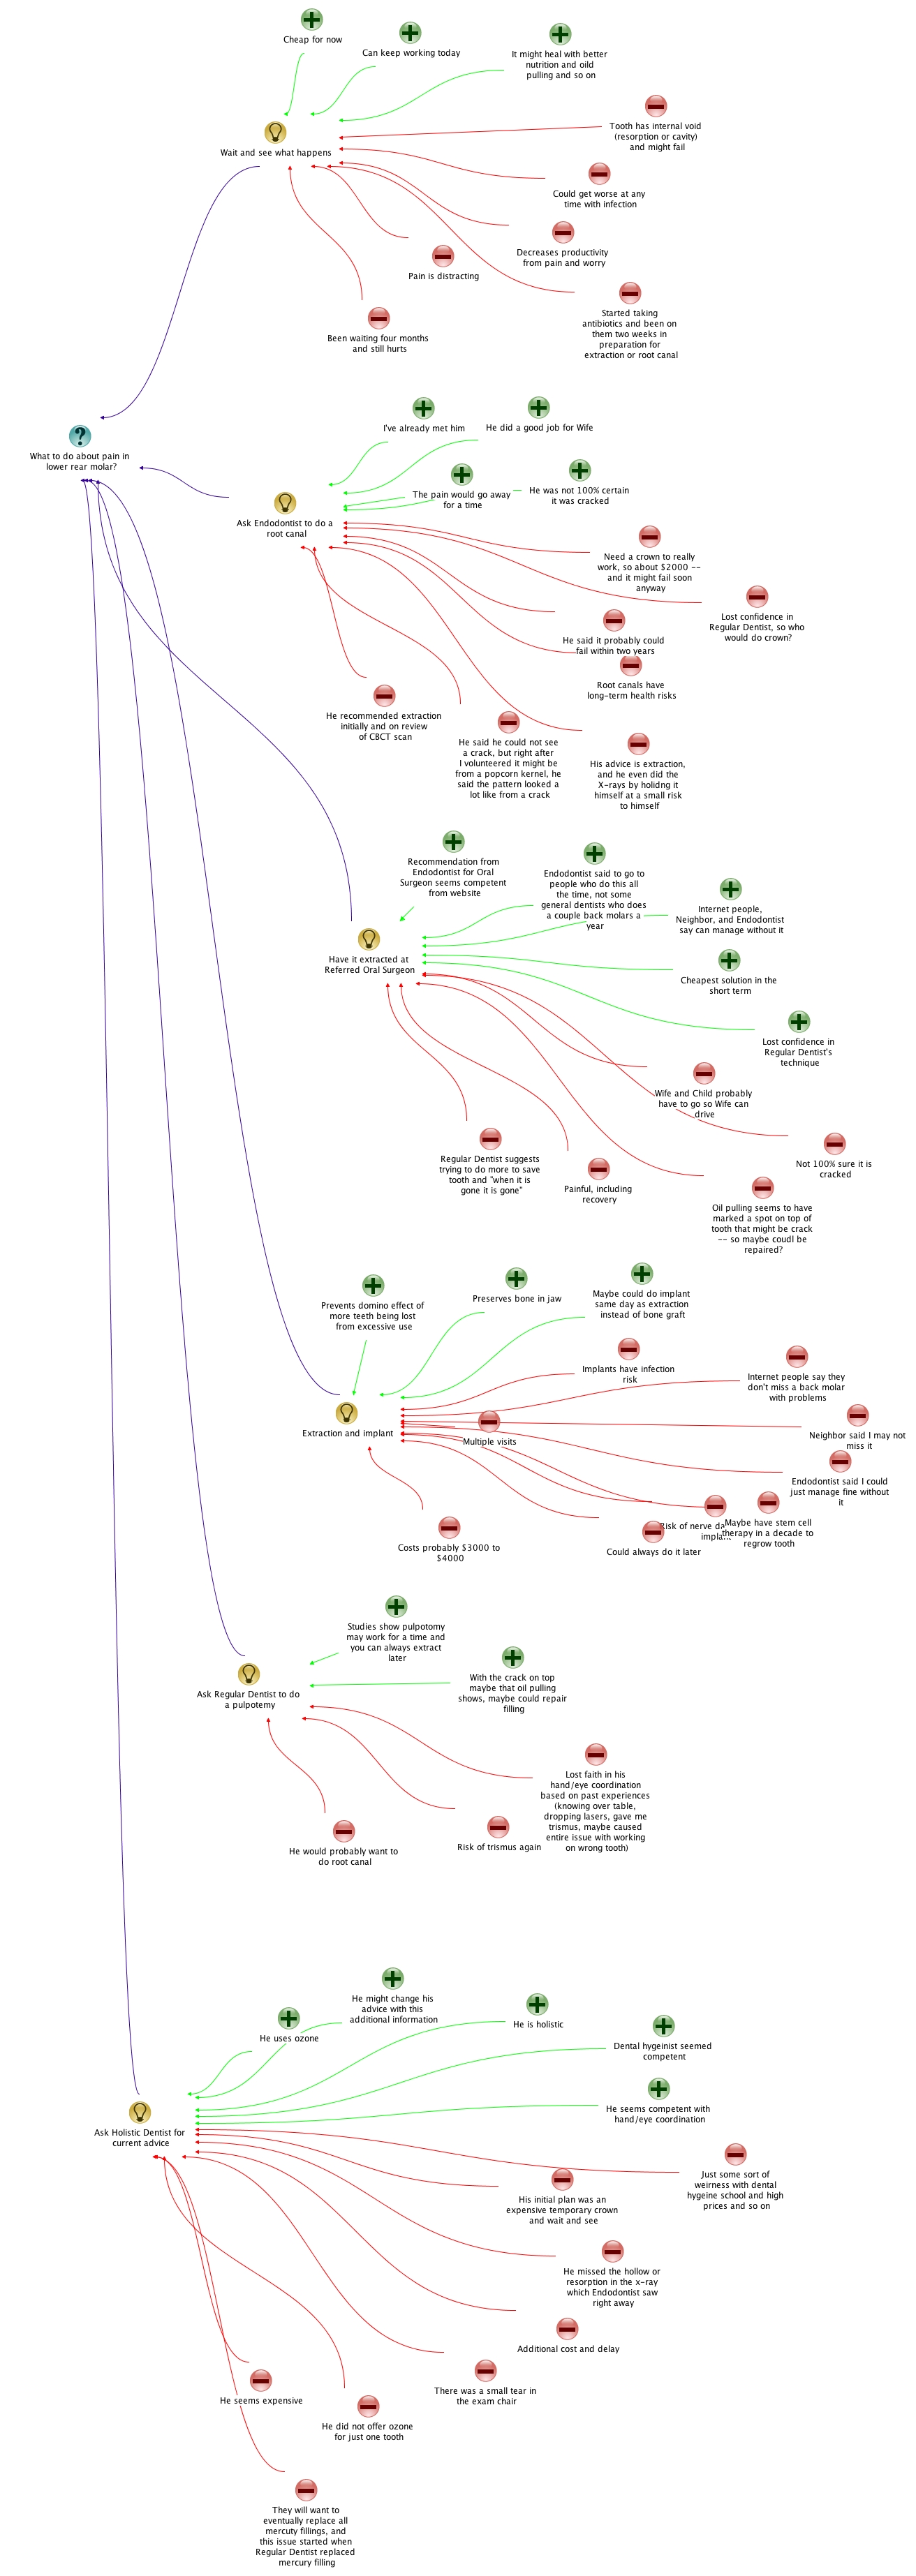 Cheap for now
Can keep working today
It might heal with better
nutrition and oild
pulling and so on
Tooth has internal void
(resorption or cavity)
and might fail
Wait and see what happens
Could get worse at any
time with infection
Decreases productivity
from pain and worry
Pain is distracting
Started taking
antibiotics and been on
them two weeks in
preparation for
extraction or root canal
Been waiting four months
and still hurts
What to do about pain in
lower rear molar?
I've already met him
He did a good job for Wife
The pain would go away
for a time
He was not 100% certain
it was cracked
Ask Endodontist to do a
root canal
Need a crown to really
work, so about $2000 --
and it might fail soon
anyway
Lost confidence in
Regular Dentist, so who
would do crown?
He said it probably could
fail within two years
Root canals have
long-term health risks
He recommended extraction
initially and on review
of CBCT scan
He said he could not see
a crack, but right after
I volunteered it might be
from a popcorn kernel, he
said the pattern looked a
lot like from a crack
His advice is extraction,
and he even did the
X-rays by holidng it
himself at a small risk
to himself
Recommendation from
Endodontist for Oral
Surgeon seems competent
from website
Endodontist said to go to
people who do this all
the time, not some
general dentists who does
a couple back molars a
year
Internet people,
Neighbor, and Endodontist
say can manage without it
Have it extracted at
Referred Oral Surgeon
Cheapest solution in the
short term
Lost confidence in
Regular Dentist's
technique
Wife and Child probably
have to go so Wife can
drive
Not 100% sure it is
cracked
Regular Dentist suggests
trying to do more to save
tooth and "when it is
gone it is gone"
Painful, including
recovery
Oil pulling seems to have
marked a spot on top of
tooth that might be crack
-- so maybe coudl be
repaired?
Prevents domino effect of
more teeth being lost
from excessive use
Preserves bone in jaw
Maybe could do implant
same day as extraction
instead of bone graft
Implants have infection
risk
Internet people say they
don't miss a back molar
with problems
Extraction and implant
Multiple visits
Neighbor said I may not
miss it
Endodontist said I could
just manage fine without
it
Risk of nerve
Maybe have stem cell
therapy in a decade to
regrow tooth
Could always do it later
Costs probably $3000 to
$4000
Studies show pulpotomy
may work for a time and
you can always extract
later
With the crack on top
maybe that oil pulling
shows, maybe could repair
filling
Ask Regular Dentist to do
a pulpotemy
Lost faith in his
hand/eye coordination
based on past experiences
(knowing over table,
dropping lasers, gave me
trismus, maybe caused
entire issue with working
on wrong tooth)
Risk of trismus again
He would probably want to
do root canal
He might change his
advice with this
additional information
He uses ozone
He is holistic
Dental hygeinist seemed
competent
He seems competent with
hand/eye coordination
Ask Holistic Dentist for
current advice
Just some sort of
weirness with dental
hygeine school and high
prices and so on
His initial plan was an
expensive temporary crown
and wait and see
He missed the hollow or
resorption in the x-ray
which Endodontist saw
right away
Additional cost and delay
There was a small tear in
the exam chair
He seems expensive
He did not offer ozone
for just one tooth
They will want to
eventually replace all
mercuty fillings, and
this issue started when
Regular Dentist replaced
mercury filling